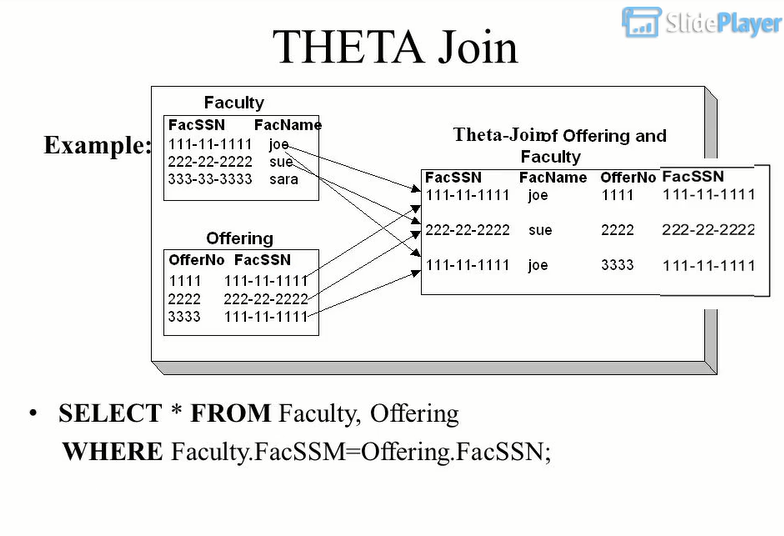 SlidePlayer
THETA Join
Example:
Faculty
FacSSN FacName
111-11-1111 joe
222-22-2222 sue
333-33-3333 sara
Offering
OfferNo FacSSN
1111 111-11-1111
2222 222-22-2222
3333 111-11-1111
Theta-Joinof Offering and
Faculty
FacSSN FacName OfferNo FacSSN
111-11-1111 joe 1111 111-11-1111
222-22-2222 sue 2222 222-22-2222
111-11-1111 joe 3333 111-11-1111
• SELECT * FROM Faculty, Offering
WHERE Faculty.FacSSM=Offering.FacSSN;